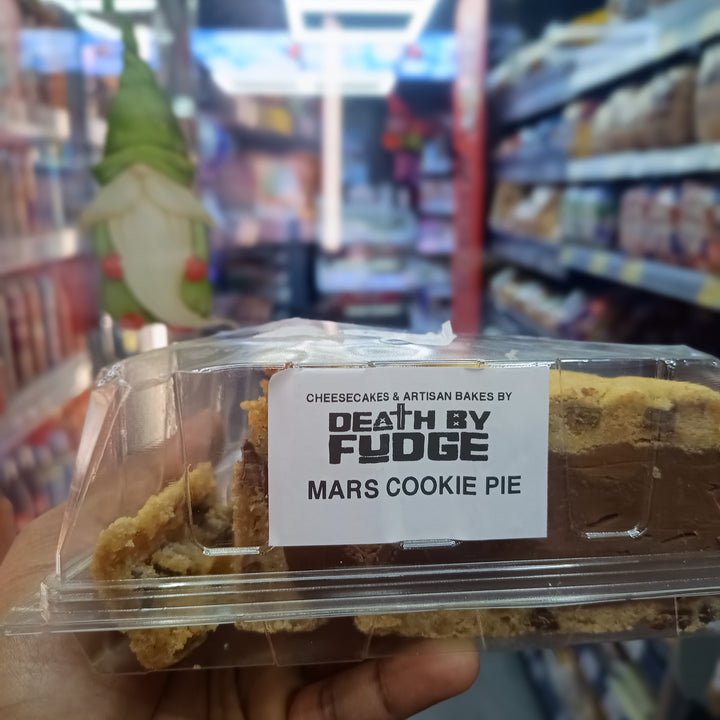 CHEESECAKES & ARTISAN BAKES BY
DEATH BY
FUDGE
MARS COOKIE PIE